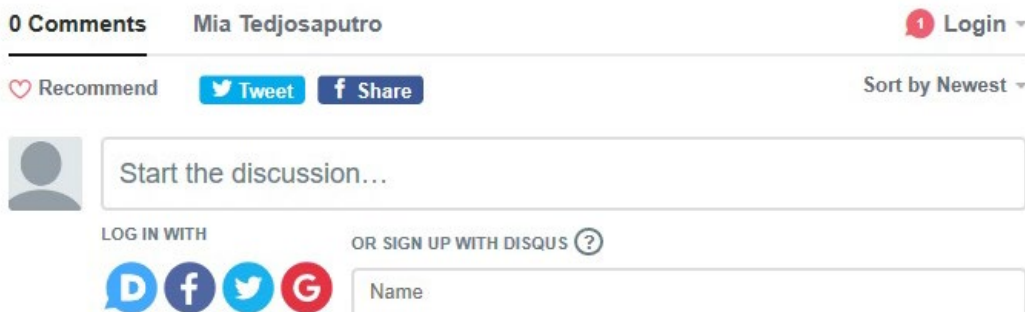 0 Comments Mia Tedjosaputro 1 Login
Recommend Tweet f Share Sort by Newest
Start the discussion…
LOG IN WITH OR SIGN UP WITH DISQUS ?
D f G Name